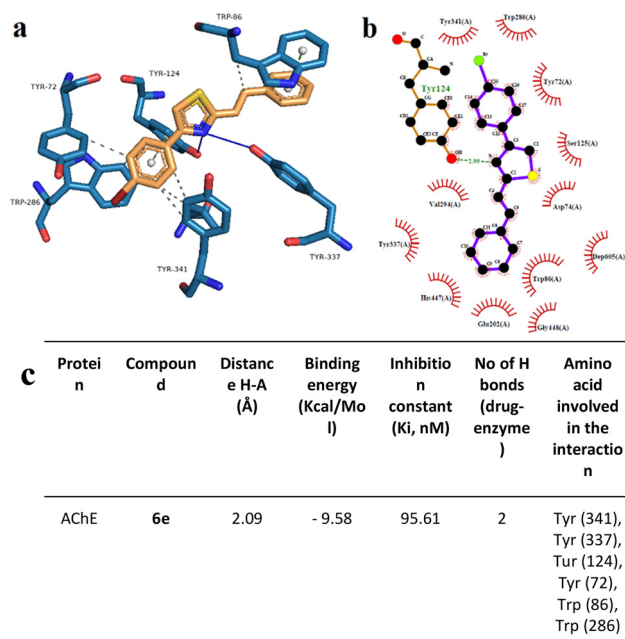 a
TRP-86
TYR-72
TYR-124
TRP-286
TYR-341
TYR-337
b
Tyr341(A)
Trp286(A)
Tyr124
Tyr72(A)
Ser125(A)
2.99
Val294(A)
Asp74(A)
Tyr337(A)
Dep605(A)
Trp86(A)
His447(A)
Glu202(A)
Gly448(A)
c
Protei
n
Compoun
d
Distanc
e H-A
(Å)
Binding
energy
(Kcal/Mo
l)
Inhibitio
n
constant
(Ki, nM)
No of H
bonds
(drug-
enzyme
)
Amino
acid
involved
in the
interactio
n
AChE
6e
2.09
- 9.58
95.61
2
Tyr (341),
Tyr (337),
Tur (124),
Tyr (72),
Trp (86),
Trp (286)